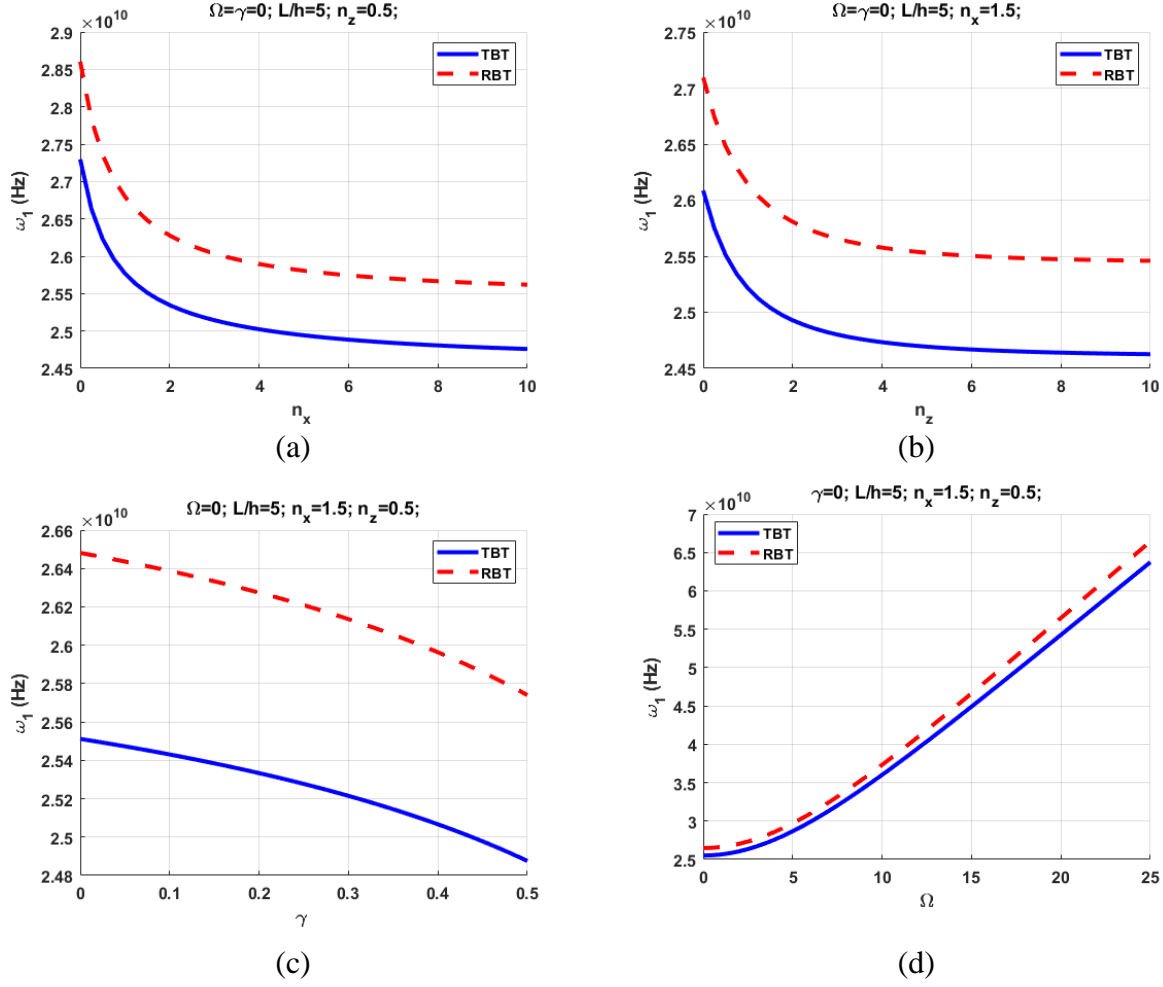 Ω=γ=0; L/h=5; n_z=0.5;
×10^10
2.9
2.85
2.8
2.75
2.7
2.65
2.6
2.55
2.5
2.45
ω_1 (Hz)
TBT
RBT
0 2 4 6 8 10
n_x
(a)
Ω=γ=0; L/h=5; n_x=1.5;
×10^10
2.75
2.7
2.65
2.6
2.55
2.5
2.45
ω_1 (Hz)
TBT
RBT
0 2 4 6 8 10
n_z
(b)
Ω=0; L/h=5; n_x=1.5; n_z=0.5;
×10^10
2.66
2.64
2.62
2.6
2.58
2.56
2.54
2.52
2.5
2.48
ω_1 (Hz)
TBT
RBT
0 0.1 0.2 0.3 0.4 0.5
γ
(c)
γ=0; L/h=5; n_x=1.5; n_z=0.5;
×10^10
7
6.5
6
5.5
5
4.5
4
3.5
3
2.5
ω_1 (Hz)
TBT
RBT
0 5 10 15 20 25
Ω
(d)